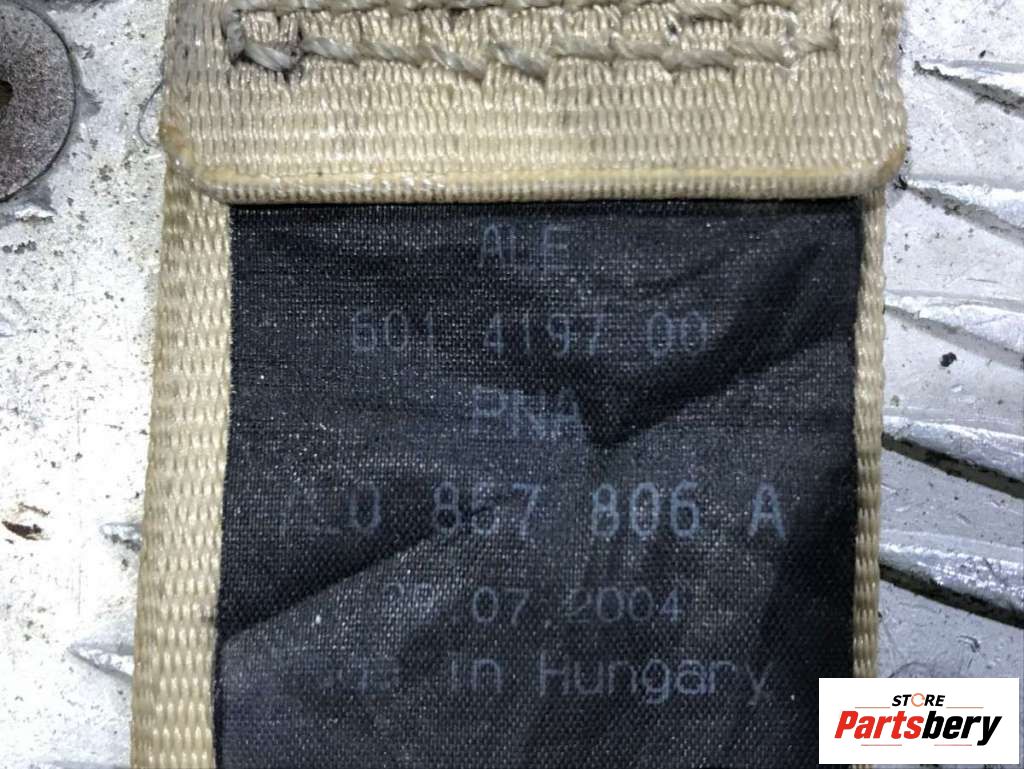 ALE
601 4197 00
PNA
857 806 A
.07.2004
in Hungary
STORE
Partsbery